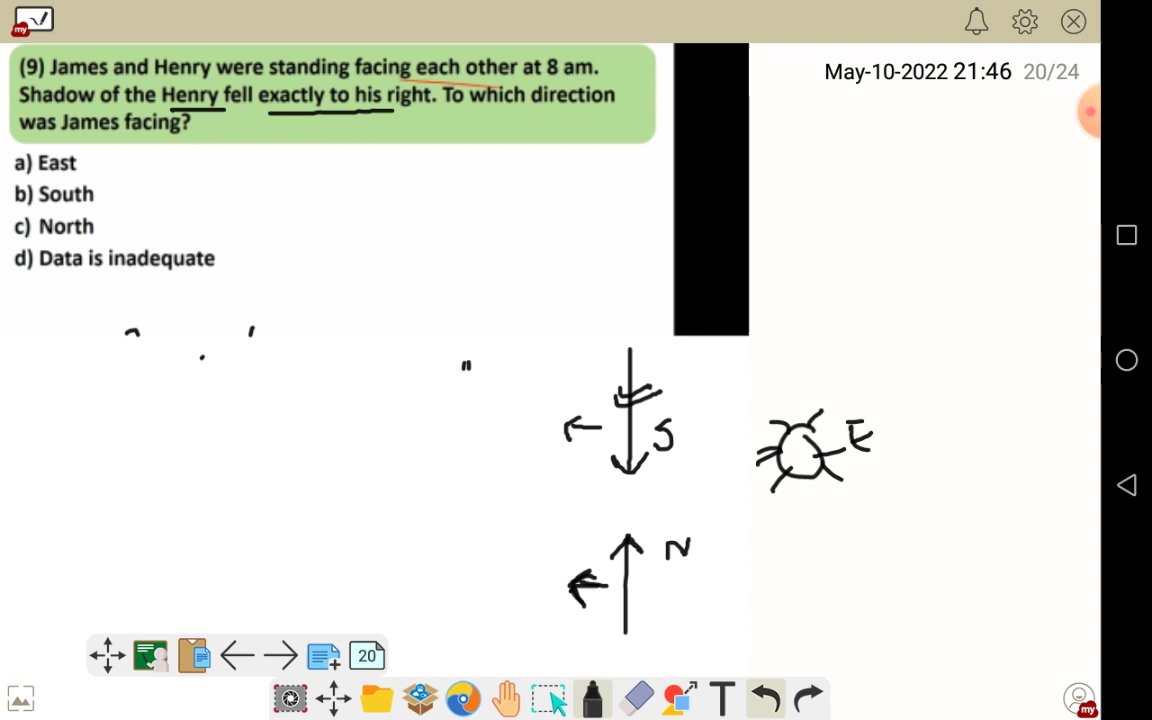 May-10-2022 21:46 20/24
(9) James and Henry were standing facing each other at 8 am.
Shadow of the Henry fell exactly to his right. To which direction
was James facing?
a) East
b) South
c) North
d) Data is inadequate
S
E
N
20
T
my
my